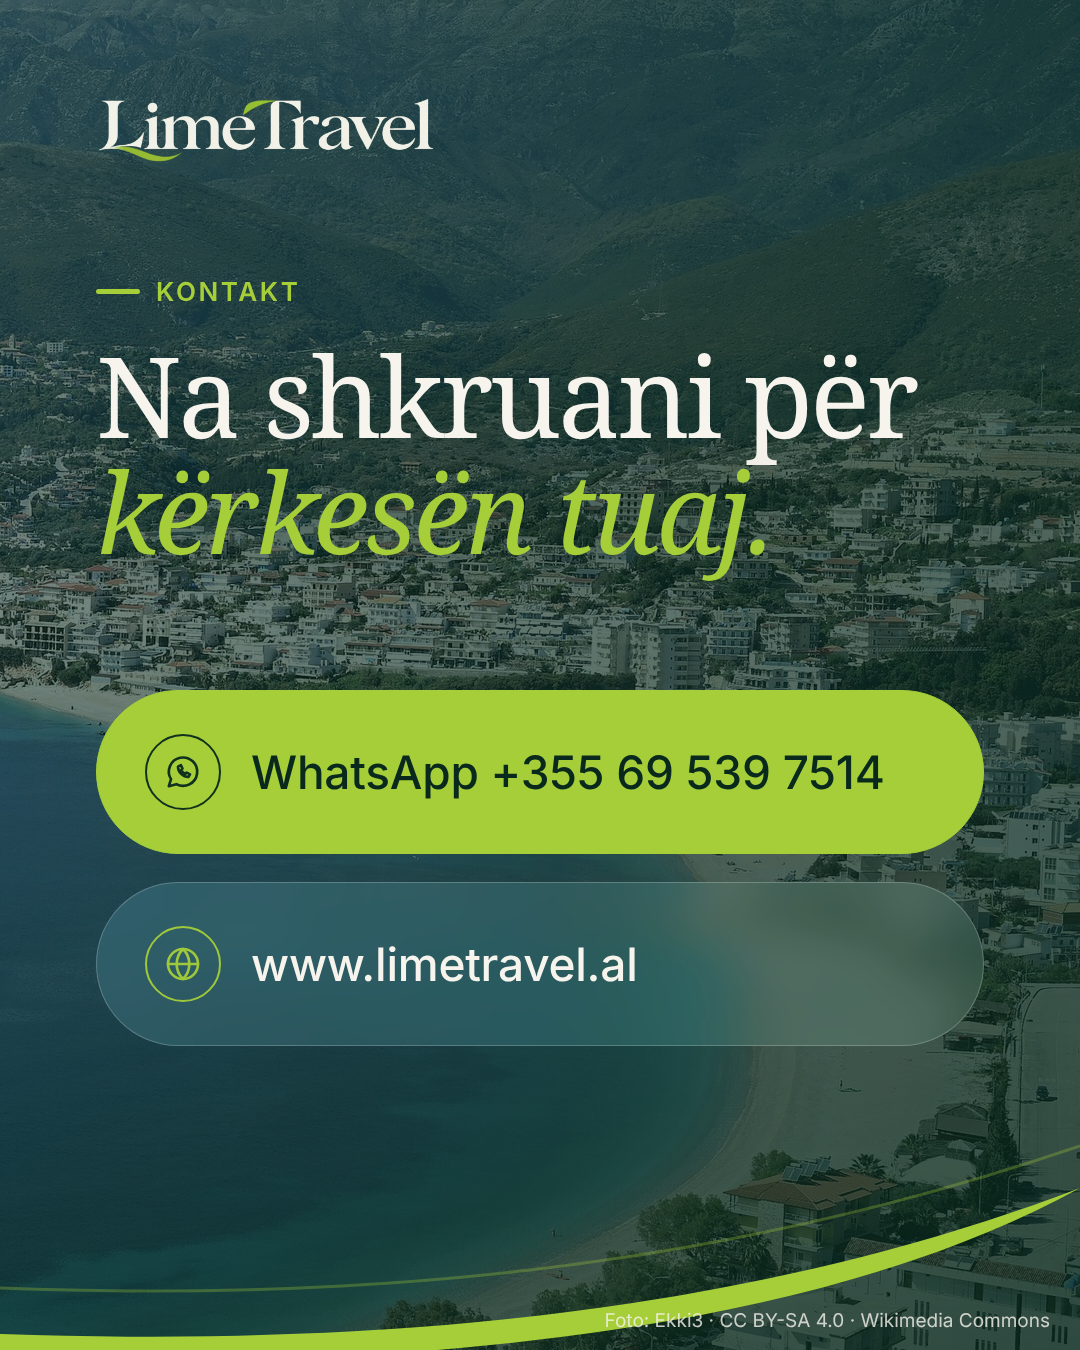 LimeTravel
KONTAKT
Na shkruani për
kërkesën tuaj.
WhatsApp +355 69 539 7514
www.limetravel.al
Foto: Ekki3 · CC BY-SA 4.0 · Wikimedia Commons